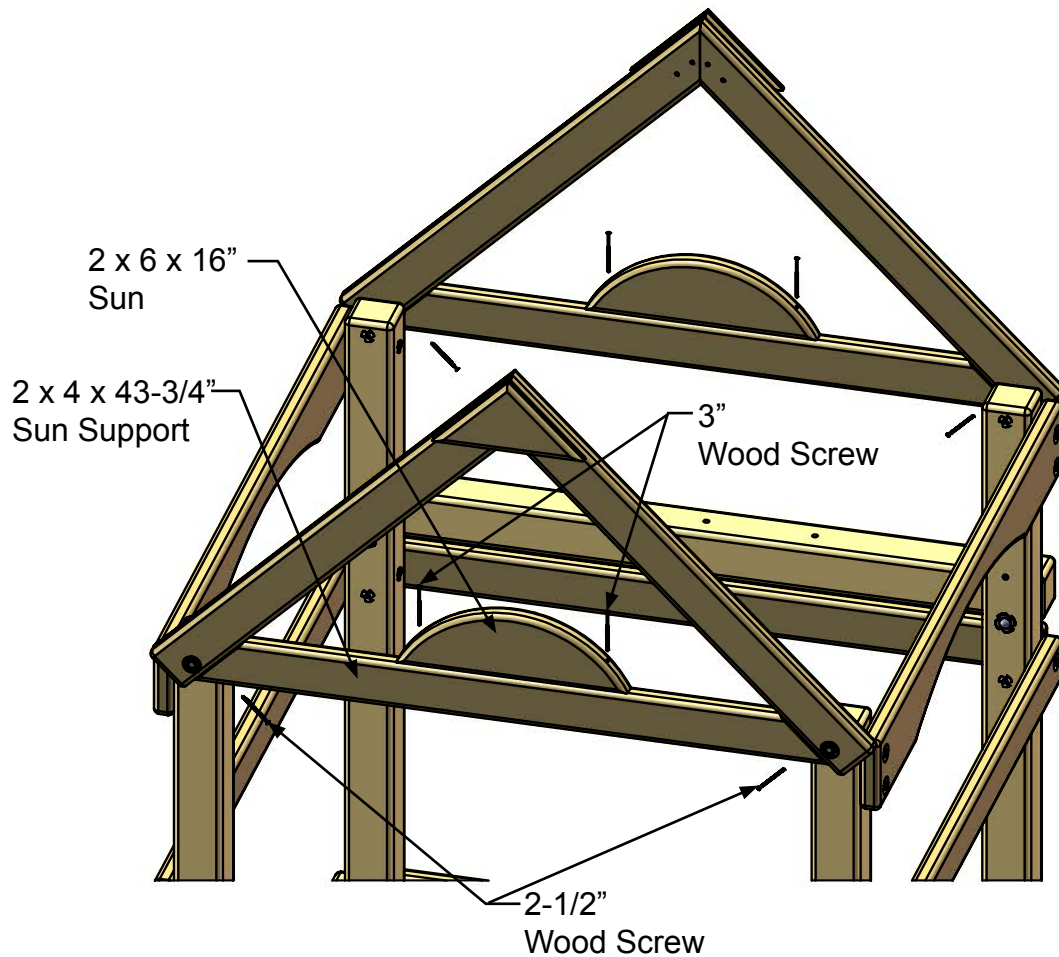 2 x 6 x 16”
Sun
2 x 4 x 43-3/4”
Sun Support
3”
Wood Screw
2-1/2”
Wood Screw